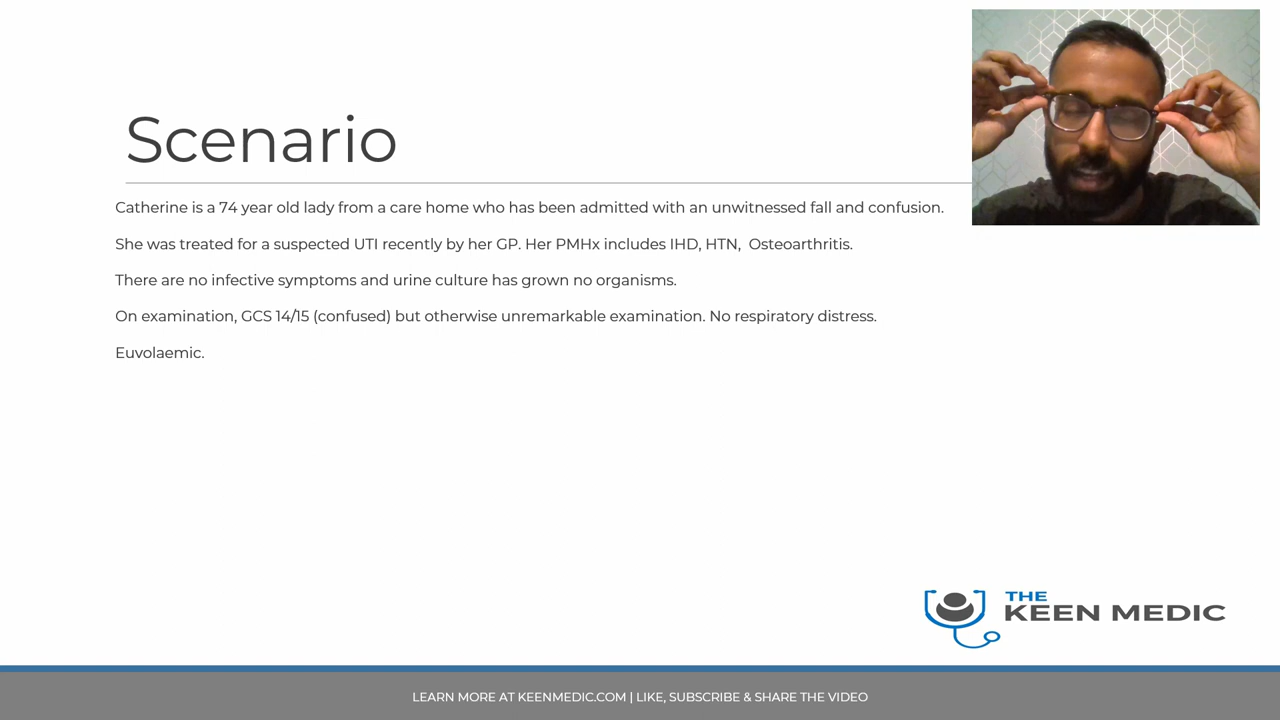 Scenario
Catherine is a 74 year old lady from a care home who has been admitted with an unwitnessed fall and confusion.
She was treated for a suspected UTI recently by her GP. Her PMHx includes IHD, HTN,  Osteoarthritis.
There are no infective symptoms and urine culture has grown no organisms.
On examination, GCS 14/15 (confused) but otherwise unremarkable examination. No respiratory distress.
Euvolaemic.
THE
KEEN MEDIC
LEARN MORE AT KEENMEDIC.COM | LIKE, SUBSCRIBE & SHARE THE VIDEO